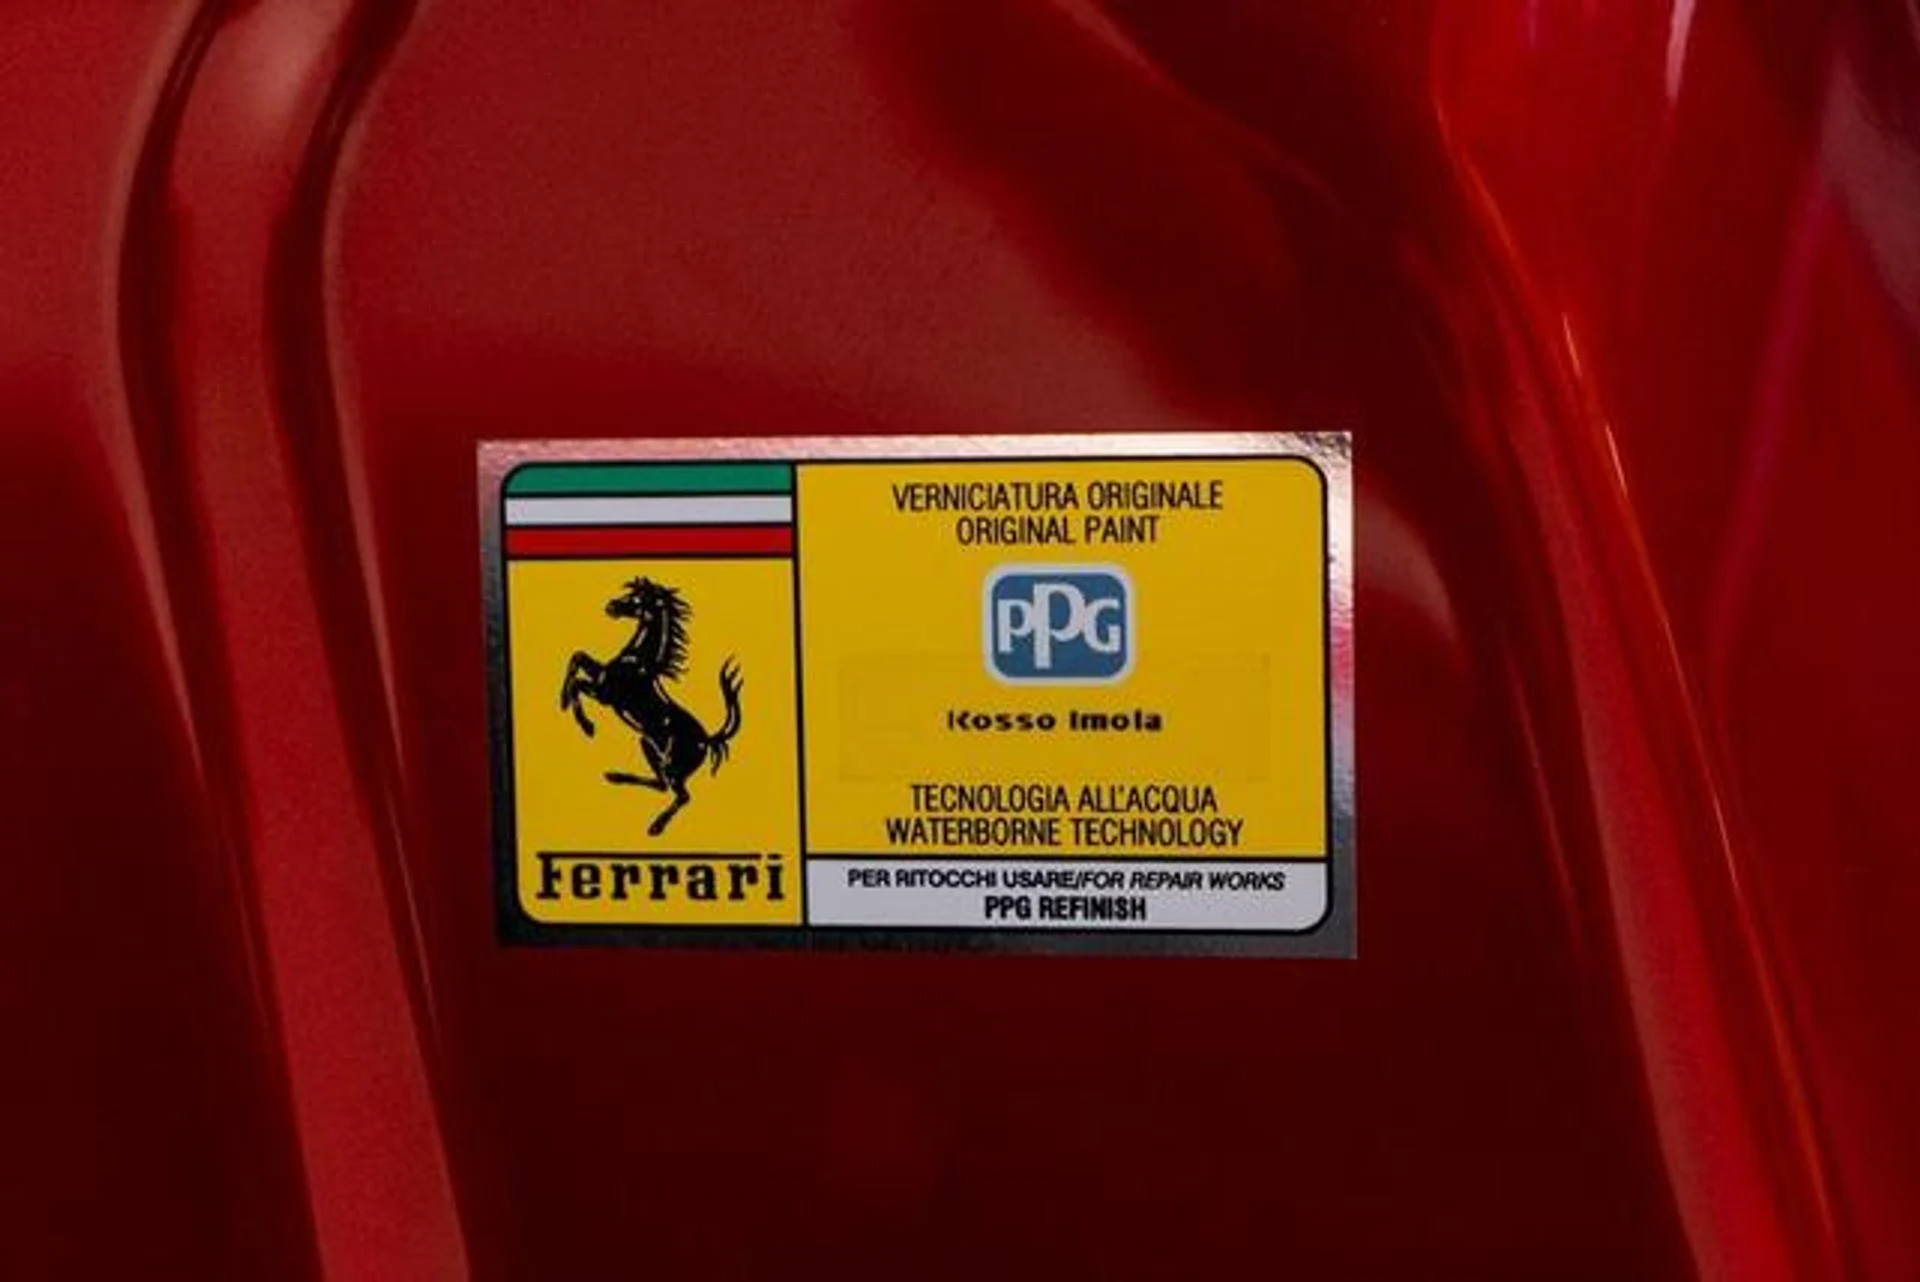 VERNICIATURA ORIGINALE
ORIGINAL PAINT
PPG
Rosso Imola
TECNOLOGIA ALL'ACQUA
WATERBORNE TECHNOLOGY
Ferrari
PER RITOCCHI USARE/FOR REPAIR WORKS
PPG REFINISH